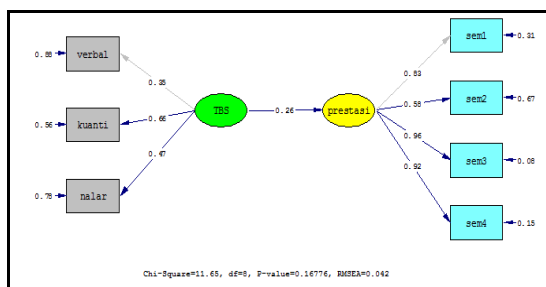 0.88
verbal
0.35
0.56
kuanti
0.66
0.78
nalar
0.47
TBS
0.26
prestasi
0.83
sem1
0.31
0.58
sem2
0.67
0.96
sem3
0.08
0.92
sem4
0.15
Chi-Square=11.65, df=8, P-value=0.16776, RMSEA=0.042